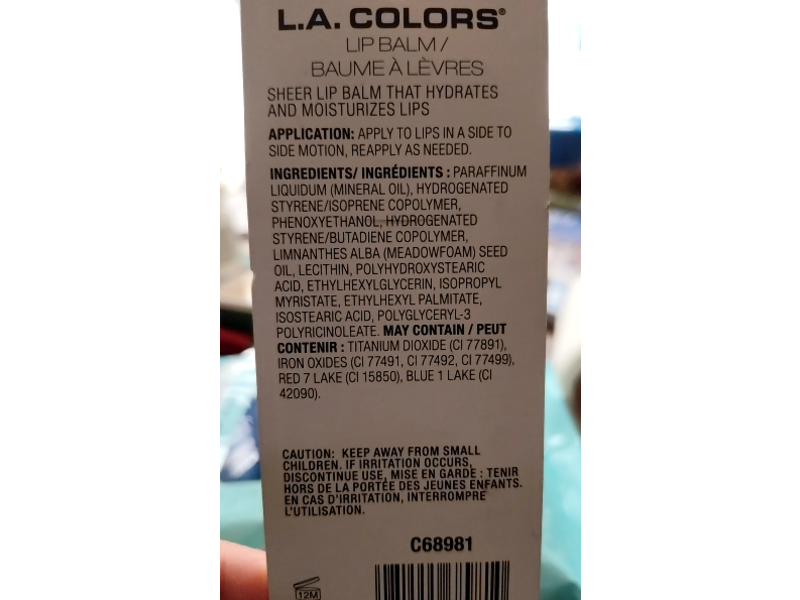 L.A. COLORS®
LIP BALM /
BAUME À LÈVRES
SHEER LIP BALM THAT HYDRATES
AND MOISTURIZES LIPS
APPLICATION: APPLY TO LIPS IN A SIDE TO
SIDE MOTION, REAPPLY AS NEEDED.
INGREDIENTS/ INGRÉDIENTS : PARAFFINUM
LIQUIDUM (MINERAL OIL), HYDROGENATED
STYRENE/ISOPRENE COPOLYMER,
PHENOXYETHANOL, HYDROGENATED
STYRENE/BUTADIENE COPOLYMER,
LIMNANTHES ALBA (MEADOWFOAM) SEED
OIL, LECITHIN, POLYHYDROXYSTEARIC
ACID, ETHYLHEXYLGLYCERIN, ISOPROPYL
MYRISTATE, ETHYLHEXYL PALMITATE,
ISOSTEARIC ACID, POLYGLYCERYL-3
POLYRICINOLEATE. MAY CONTAIN / PEUT
CONTENIR : TITANIUM DIOXIDE (CI 77891),
IRON OXIDES (CI 77491, CI 77492, CI 77499),
RED 7 LAKE (CI 15850), BLUE 1 LAKE (CI
42090).
CAUTION: KEEP AWAY FROM SMALL
CHILDREN. IF IRRITATION OCCURS,
DISCONTINUE USE, MISE EN GARDE : TENIR
HORS DE LA PORTÉE DES JEUNES ENFANTS.
EN CAS D'IRRITATION, INTERROMPRE
L'UTILISATION.
C68981
12M